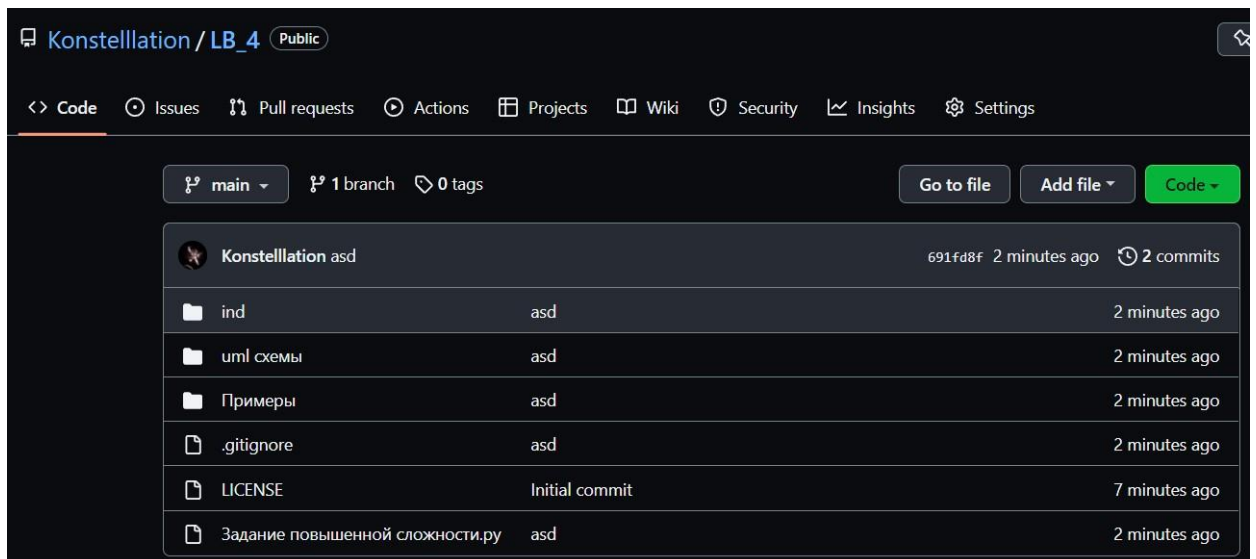 Konstelllation / LB_4 Public
Code Issues Pull requests Actions Projects Wiki Security Insights Settings
main 1 branch 0 tags Go to file Add file Code
Konstelllation asd 691fd8f 2 minutes ago 2 commits
ind asd 2 minutes ago
uml схемы asd 2 minutes ago
Примеры asd 2 minutes ago
.gitignore asd 2 minutes ago
LICENSE Initial commit 7 minutes ago
Задание повышенной сложности.py asd 2 minutes ago